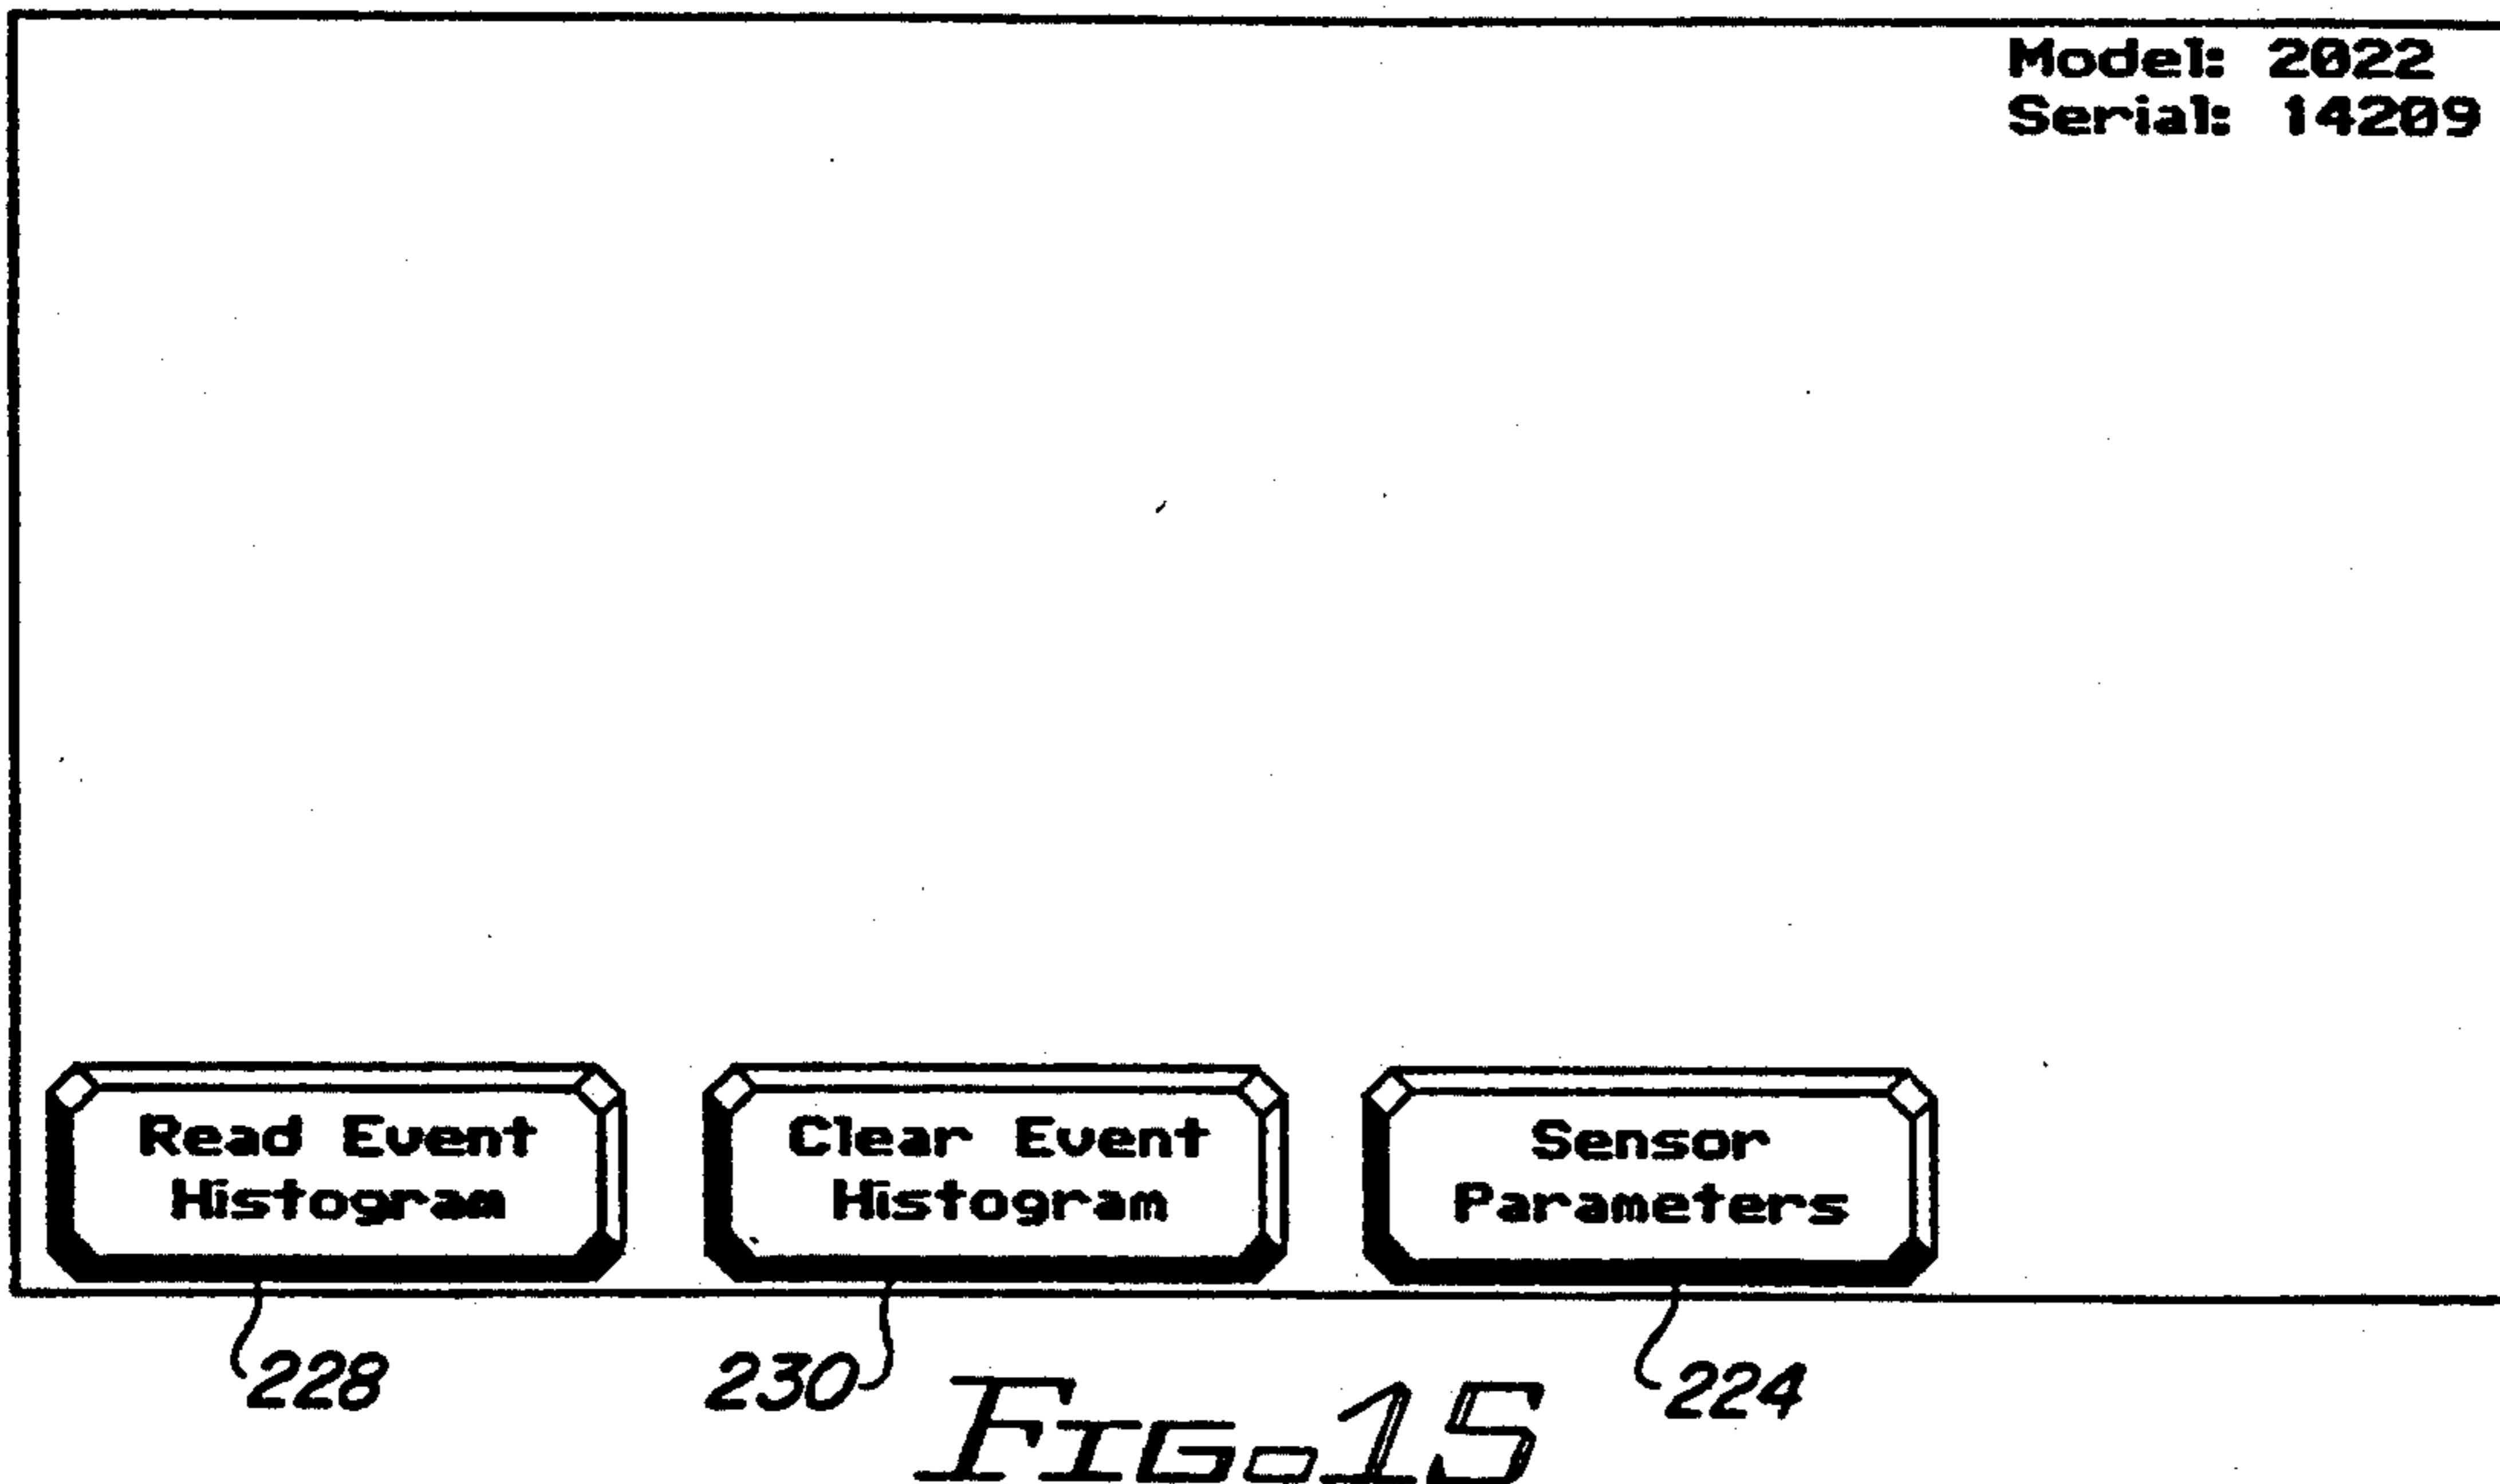 Model: 2022
Serial: 14209
Read Event
Histogram
Clear Event
Histogram
Sensor
Parameters
228
230
224
FIG. 15